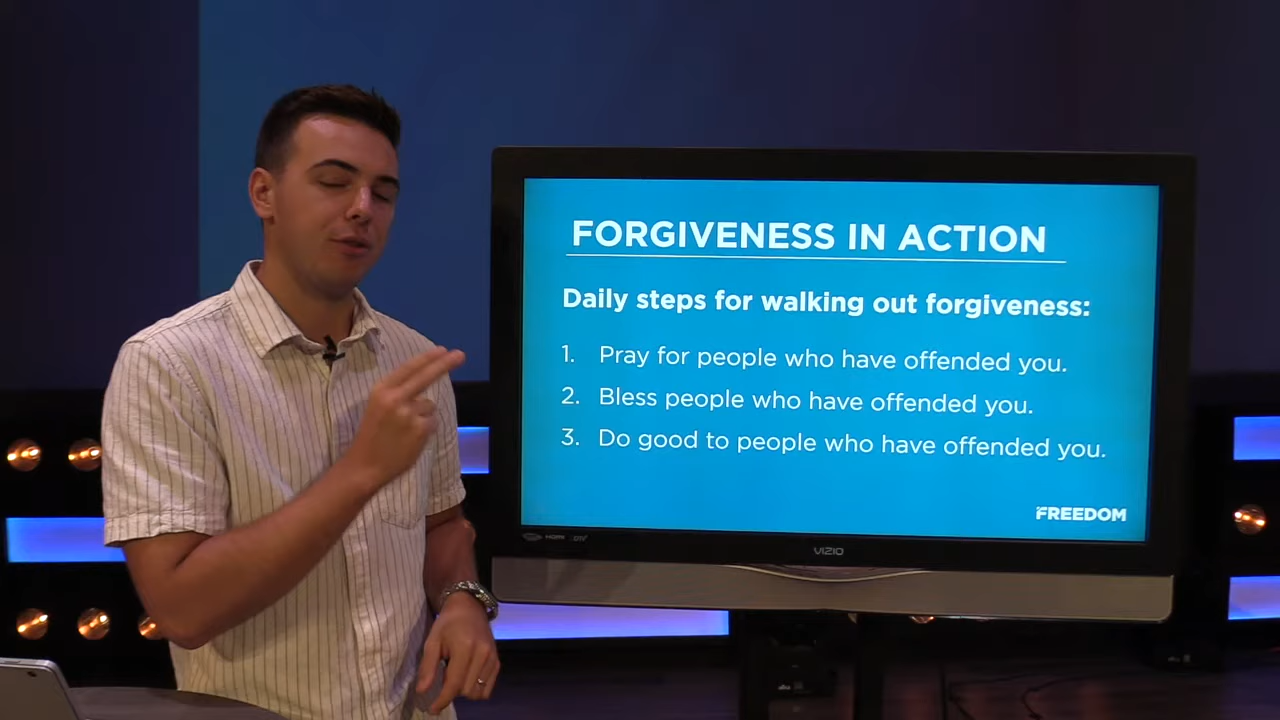 FORGIVENESS IN ACTION
Daily steps for walking out forgiveness:
1. Pray for people who have offended you.
2. Bless people who have offended you.
3. Do good to people who have offended you.
FREEDOM
VIZIO
HDMI